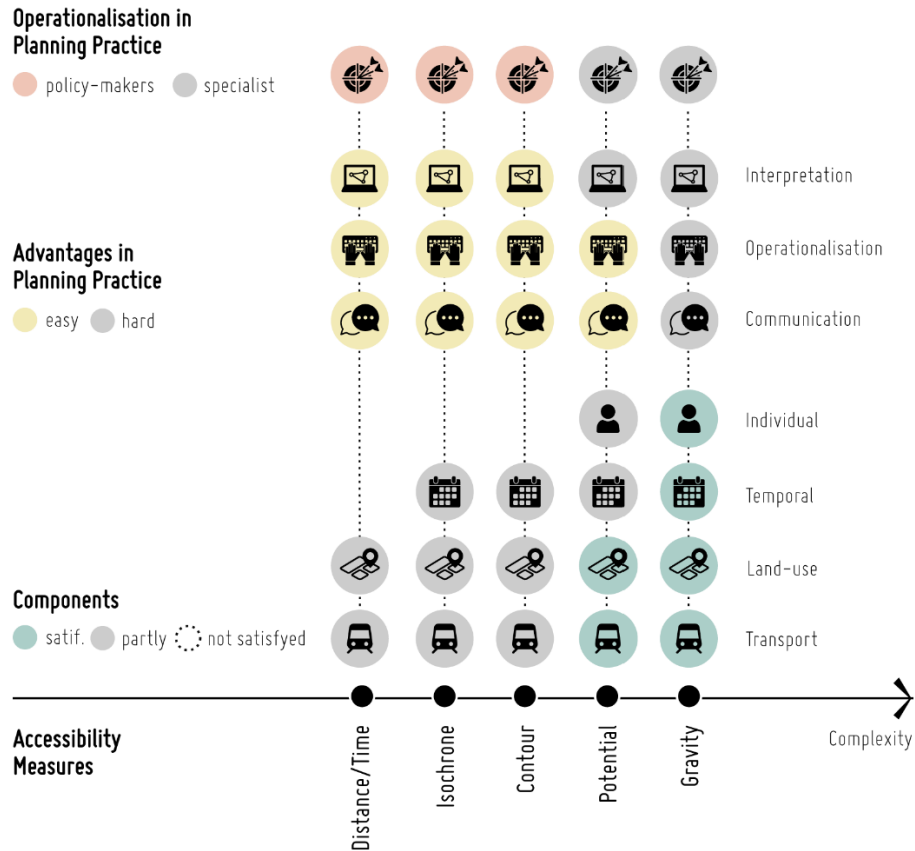 Operationalisation in
Planning Practice
policy-makers specialist
Interpretation
Advantages in
Planning Practice
Operationalisation
easy hard
Communication
Individual
Temporal
Land-use
Components
satif. partly not satisfyed
Transport
Accessibility
Measures
Distance/Time
Isochrone
Contour
Potential
Gravity
Complexity